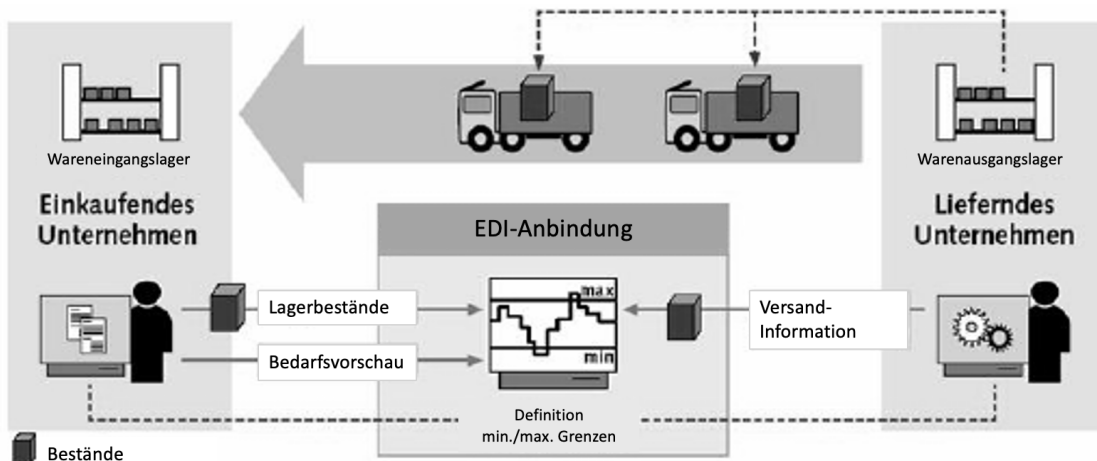 Wareneingangslager
Warenausgangslager
Einkaufendes
Unternehmen
Lieferndes
Unternehmen
EDI-Anbindung
max
min
Lagerbestände
Bedarfsvorschau
Versand-
Information
Definition
min./max. Grenzen
Bestände